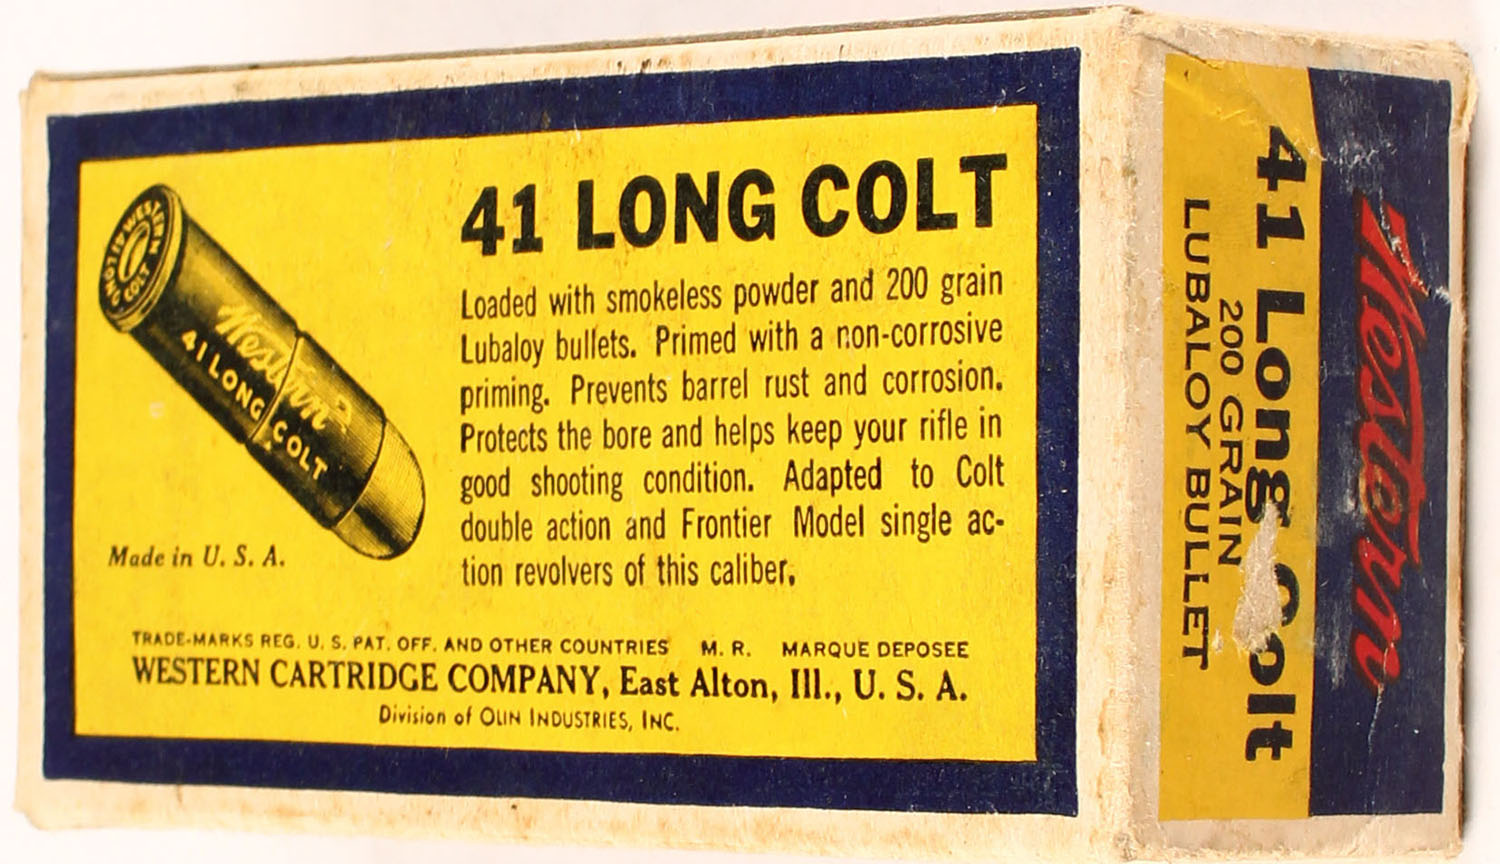 41 LONG COLT
Loaded with smokeless powder and 200 grain
Lubaloy bullets. Primed with a non-corrosive
priming. Prevents barrel rust and corrosion.
Protects the bore and helps keep your rifle in
good shooting condition. Adapted to Colt
double action and Frontier Model single ac-
tion revolvers of this caliber.
WESTERN
41 LONG COLT
Western
41 LONG COLT
Made in U. S. A.
TRADE-MARKS REG. U. S. PAT. OFF. AND OTHER COUNTRIES M. R. MARQUE DEPOSEE
WESTERN CARTRIDGE COMPANY, East Alton, Ill., U. S. A.
Division of OLIN INDUSTRIES, INC.
Western
41 Long Colt
200 GRAIN
LUBALOY BULLET